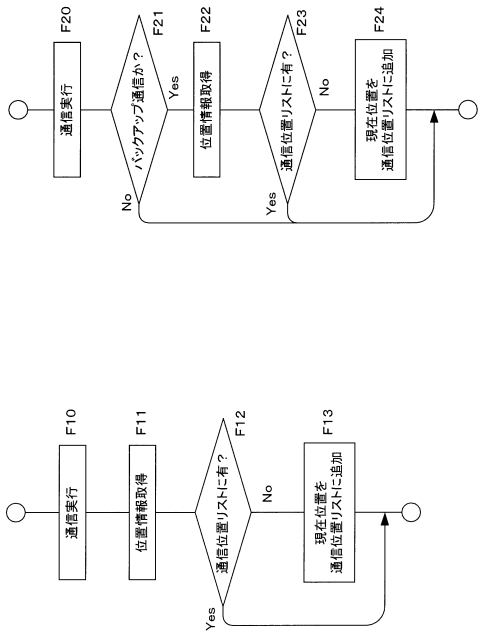 F10
通信実行
F11
位置情報取得
F12
通信位置リストに有？
Yes
No
F13
現在位置を
通信位置リストに追加
F20
通信実行
F21
バックアップ通信か？
No
Yes
F22
位置情報取得
F23
通信位置リストに有？
Yes
No
F24
現在位置を
通信位置リストに追加